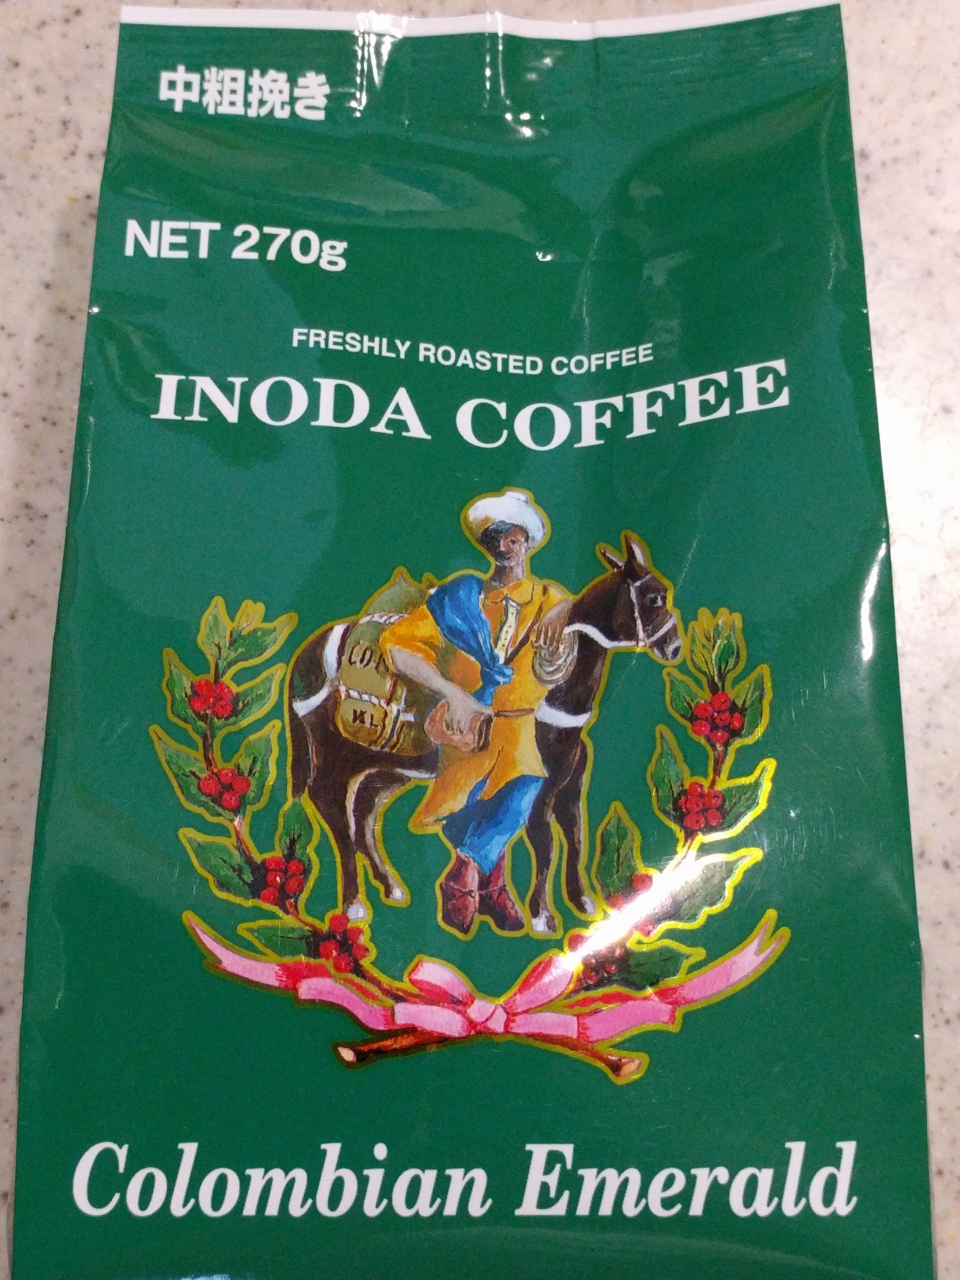 中粗挽き
NET 270g
FRESHLY ROASTED COFFEE
INODA COFFEE
Colombian Emerald